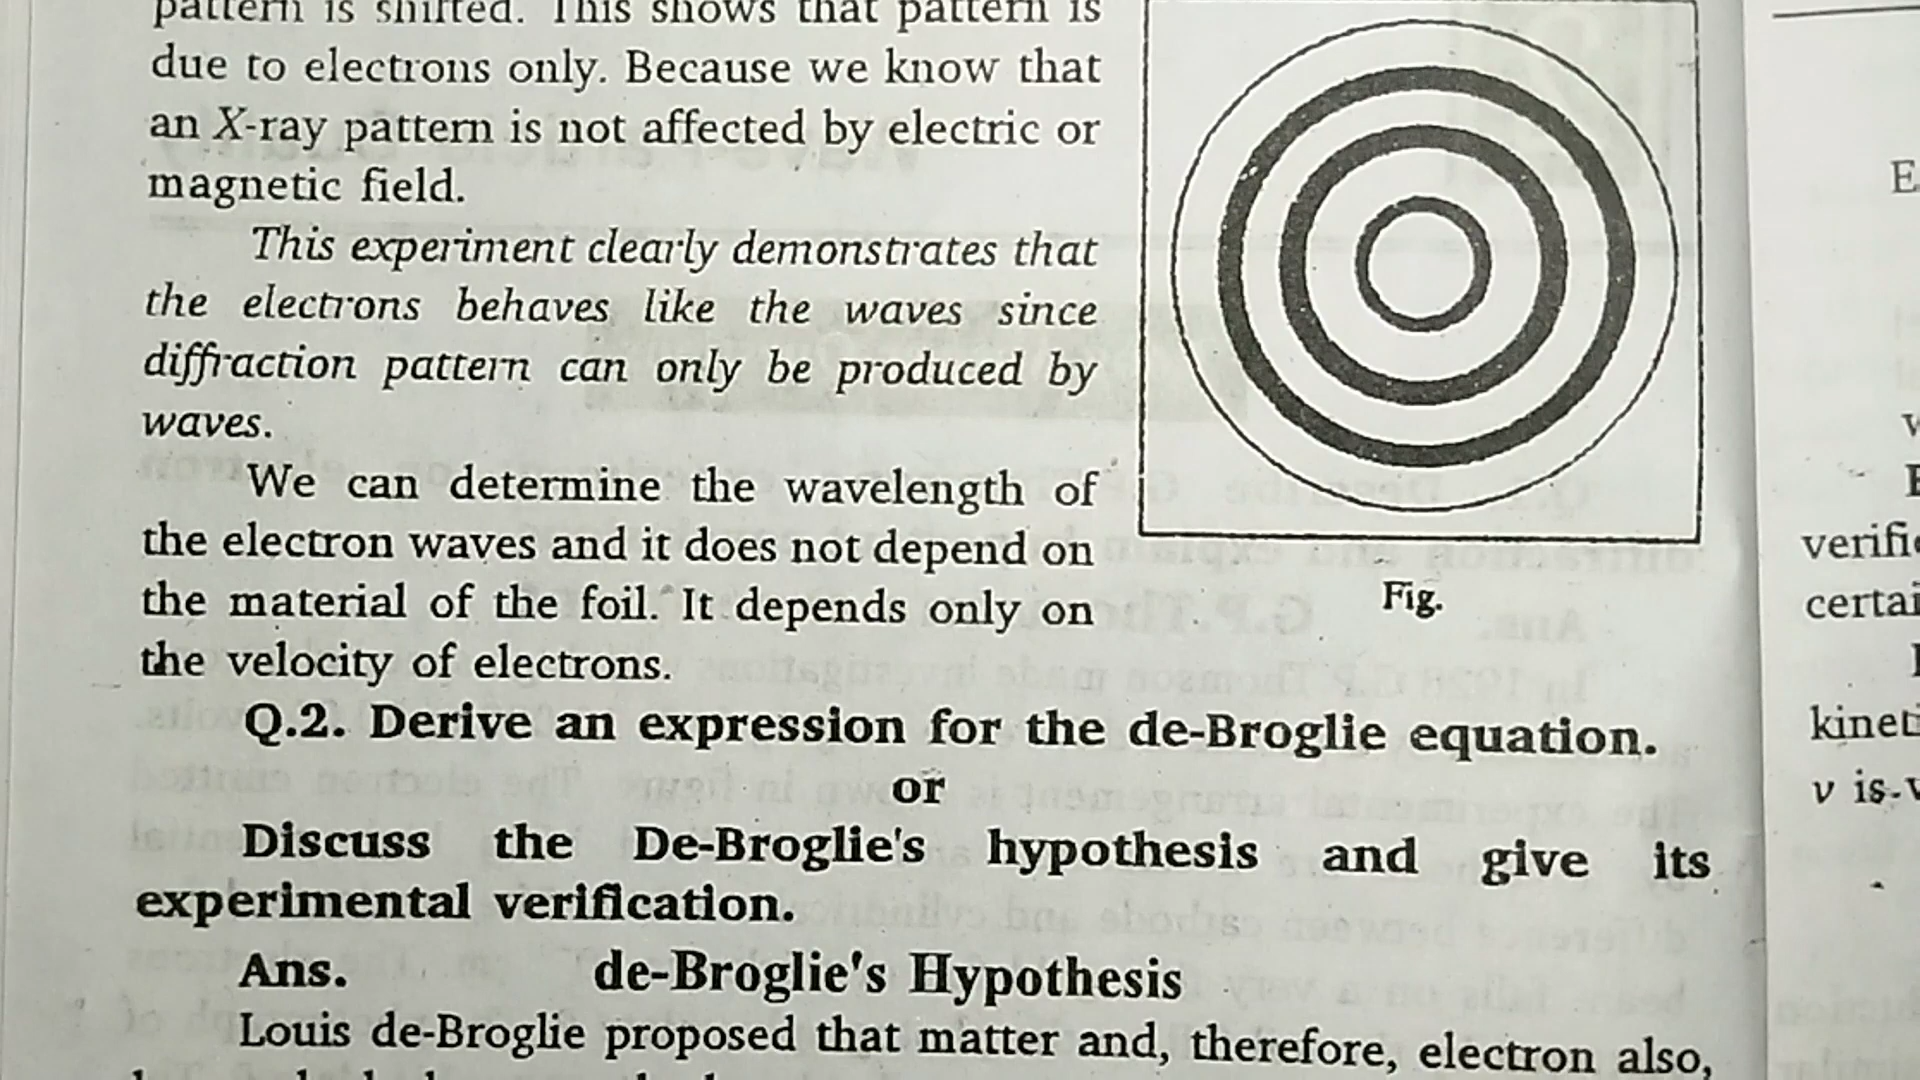 pattern is shifted. This shows that pattern is
due to electrons only. Because we know that
an X-ray pattern is not affected by electric or
magnetic field.
This experiment clearly demonstrates that
the electrons behaves like the waves since
diffraction pattern can only be produced by
waves.
We can determine the wavelength of
the electron waves and it does not depend on
the material of the foil. It depends only on
the velocity of electrons.
Fig.
Q.2. Derive an expression for the de-Broglie equation.
or
Discuss the De-Broglie's hypothesis and give its
experimental verification.
Ans. de-Broglie's Hypothesis
Louis de-Broglie proposed that matter and, therefore, electron also,
v is